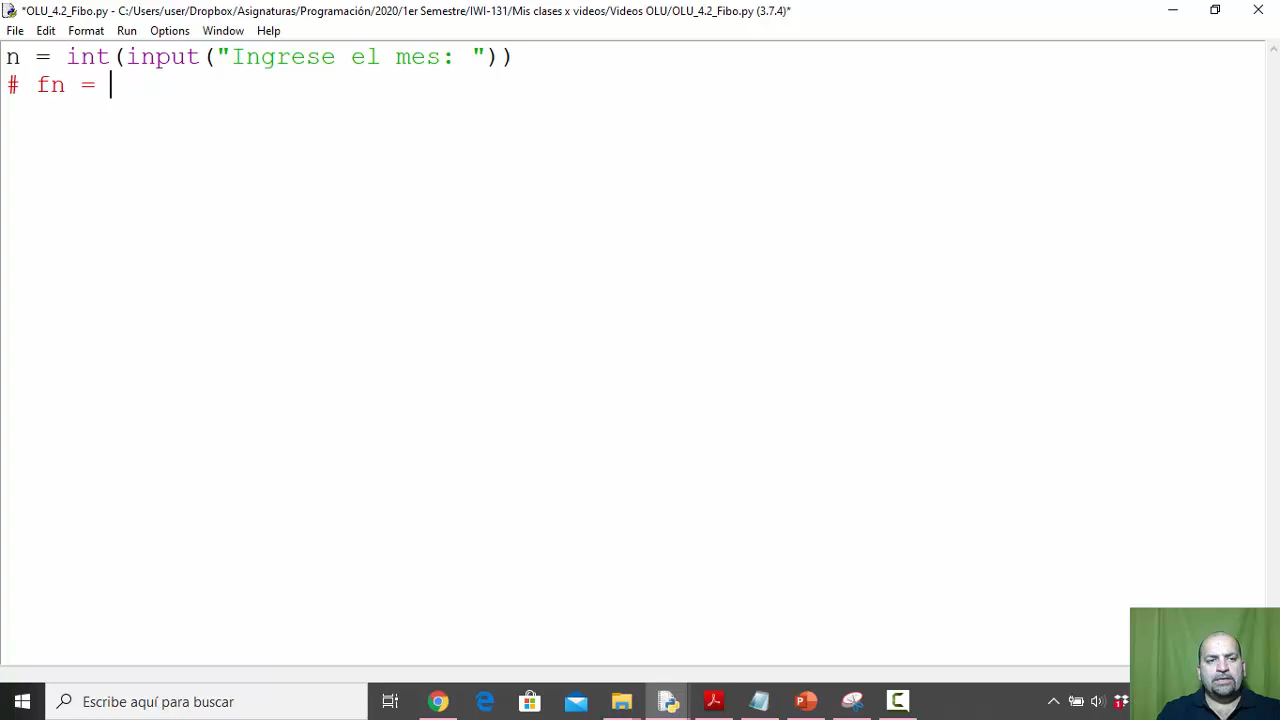 *OLU_4.2_Fibo.py - C:/Users/user/Dropbox/Asignaturas/Programación/2020/1er Semestre/IWI-131/Mis clases x videos/Videos OLU/OLU_4.2_Fibo.py (3.7.4)*
File Edit Format Run Options Window Help
n = int(input("Ingrese el mes: "))
# fn =
Escribe aquí para buscar
1